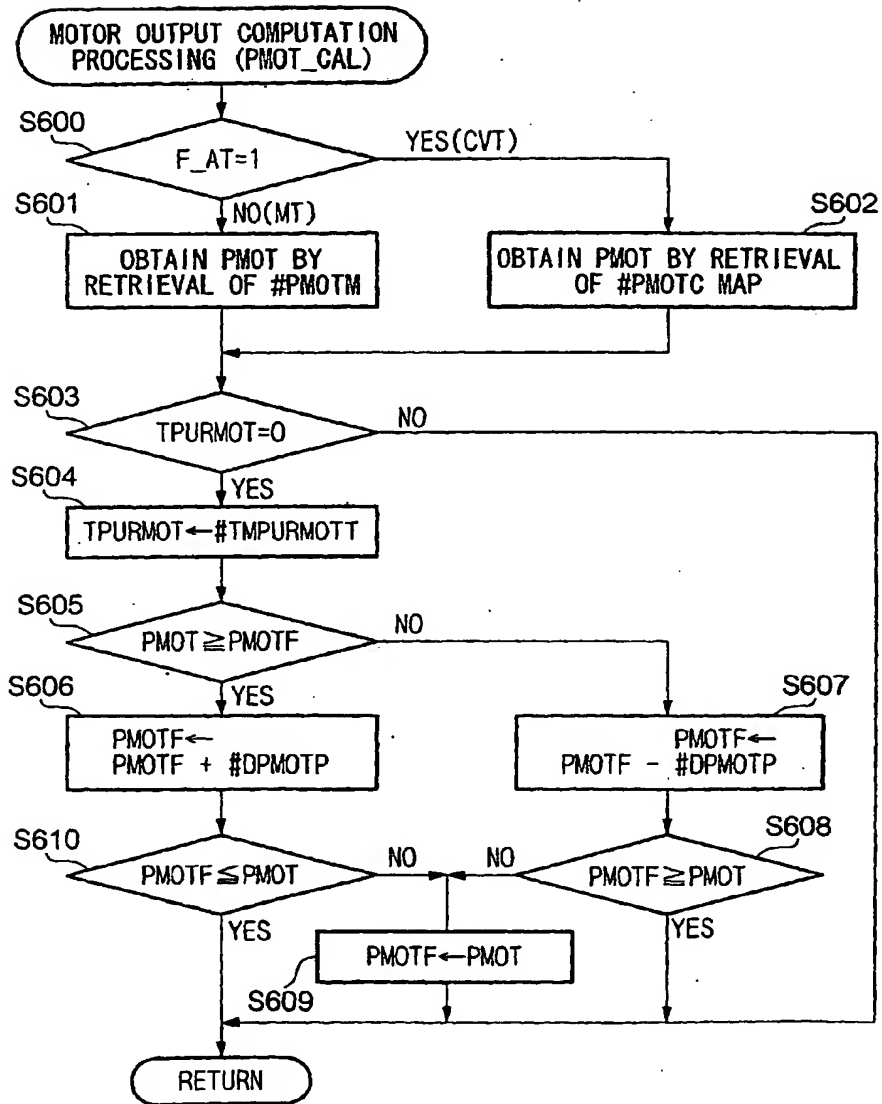 MOTOR OUTPUT COMPUTATION
PROCESSING (PMOT_CAL)
S600
F_AT=1
YES(CVT)
NO(MT)
S601
OBTAIN PMOT BY
RETRIEVAL OF #PMOTM
S602
OBTAIN PMOT BY RETRIEVAL
OF #PMOTC MAP
S603
TPURMOT=0
NO
YES
S604
TPURMOT←#TMPURMOTT
S605
PMOT≧PMOTF
NO
YES
S606
PMOTF←
PMOTF + #DPMOTP
S607
PMOTF←
PMOTF - #DPMOTP
S610
PMOTF≦PMOT
NO
YES
S608
NO
PMOTF≧PMOT
YES
PMOTF←PMOT
S609
RETURN